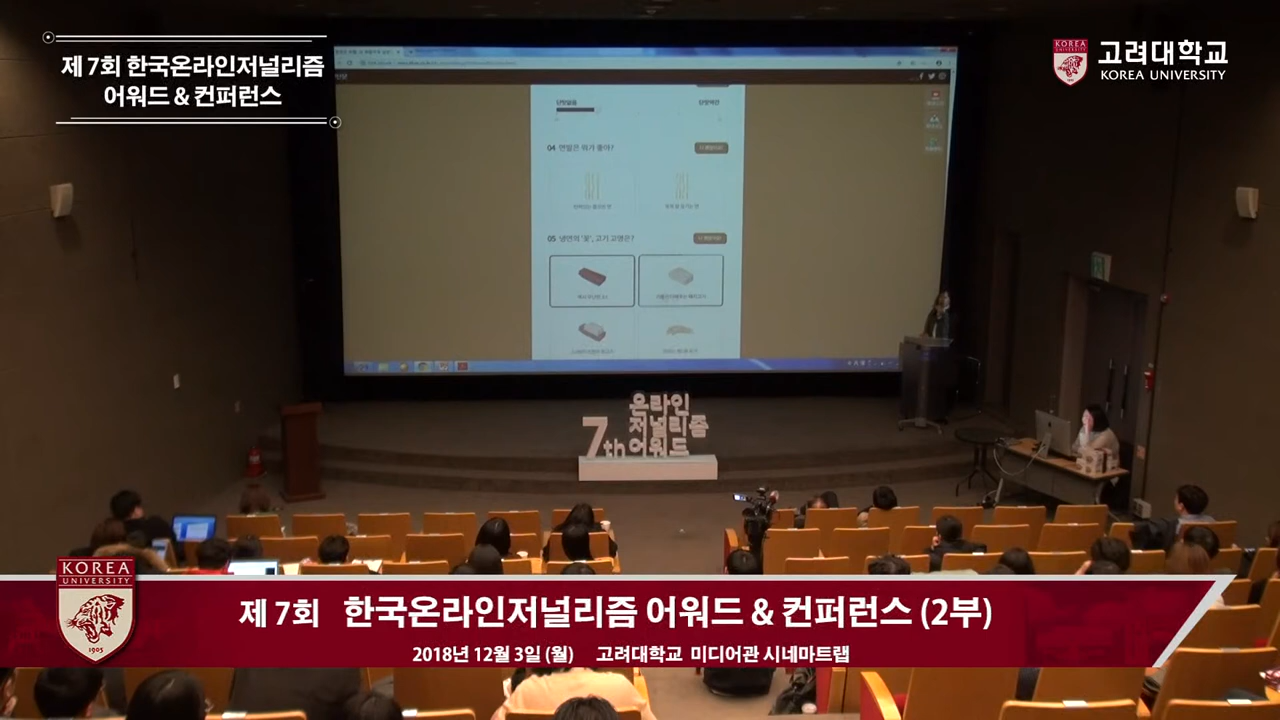 제 7회 한국온라인저널리즘
어워드 & 컨퍼런스
KOREA
UNIVERSITY
고려대학교
KOREA UNIVERSITY
04 면발은 뭐가 좋아?
05 냉면의 '꽃', 고기 고명은?
온라인
저널리즘
7th 어워드
KOREA
UNIVERSITY
1905
제 7회 한국온라인저널리즘 어워드 & 컨퍼런스 (2부)
2018년 12월 3일 (월) 고려대학교 미디어관 시네마트랩